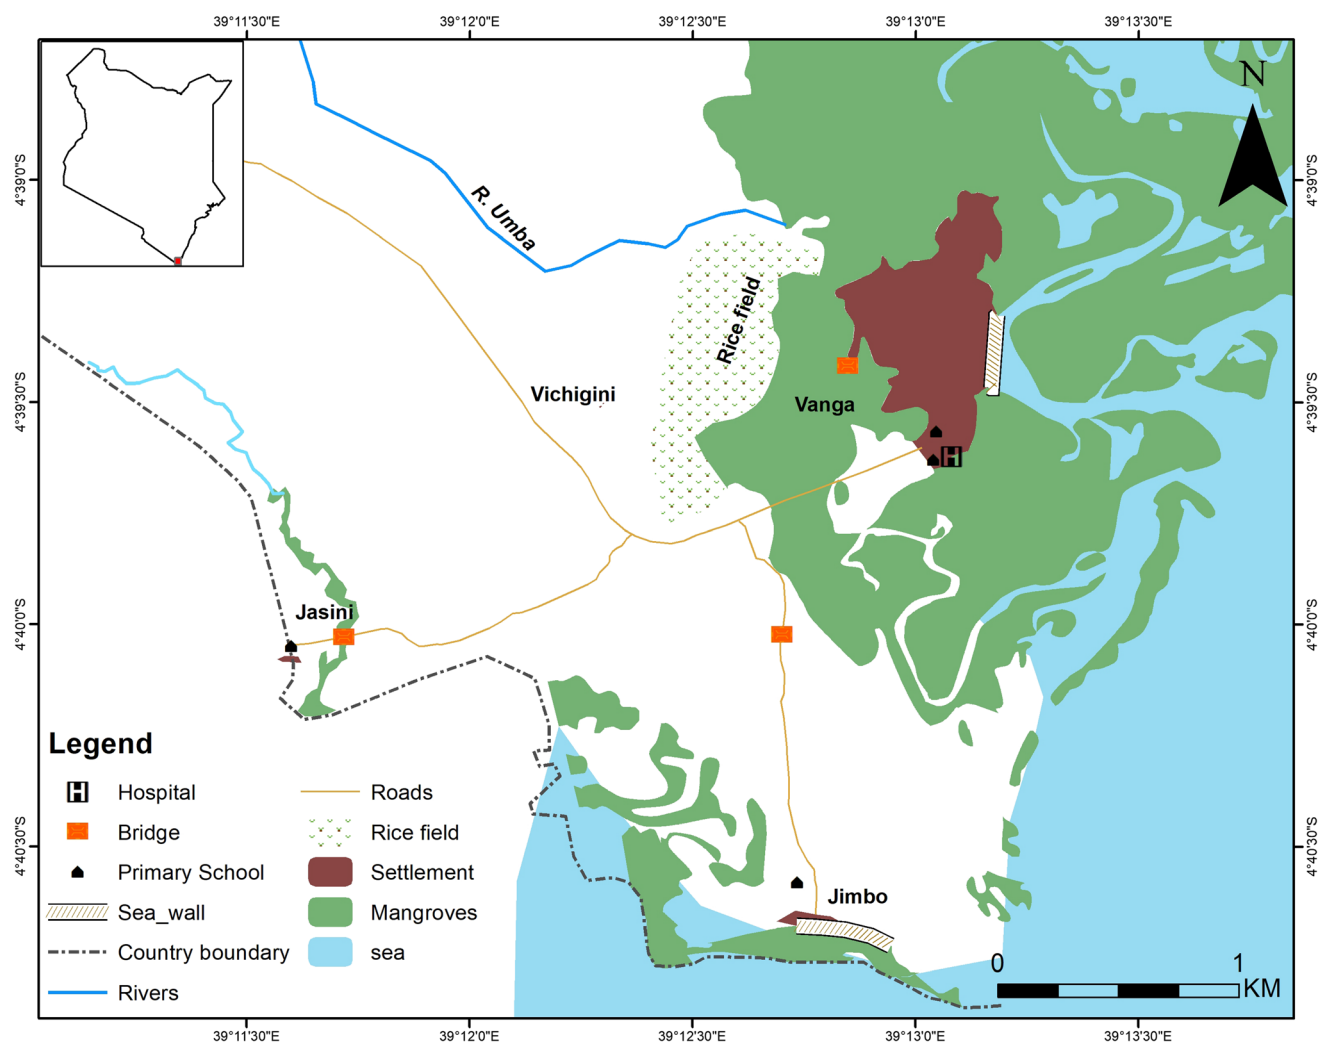 39°11'30"E
39°12'0"E
39°12'30"E
39°13'0"E
39°13'30"E
N
4°39'0"S
4°39'0"S
R. Umba
Rice field
Vichigini
Vanga
4°39'30"S
4°39'30"S
Jasini
4°40'0"S
4°40'0"S
Legend
Hospital
Roads
Bridge
Rice field
Primary School
Settlement
Sea_wall
Mangroves
Country boundary
sea
Rivers
4°40'30"S
4°40'30"S
Jimbo
0 1
KM
39°11'30"E
39°12'0"E
39°12'30"E
39°13'0"E
39°13'30"E